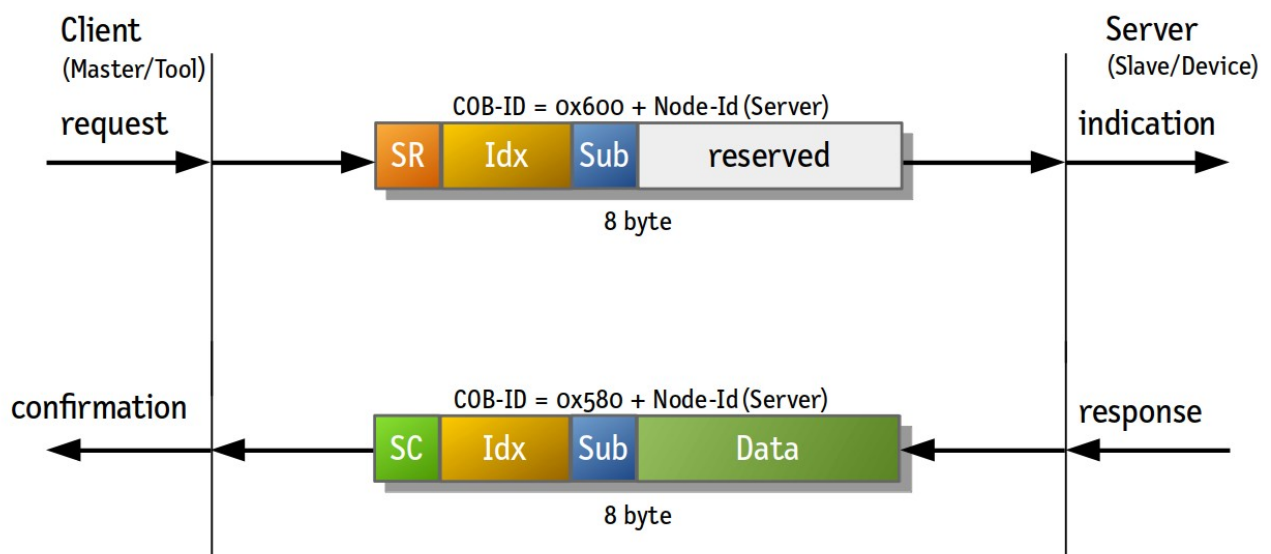 Client
(Master/Tool)
request
COB-ID = 0x600 + Node-Id (Server)
SR Idx Sub reserved
8 byte
Server
(Slave/Device)
indication
confirmation
COB-ID = 0x580 + Node-Id (Server)
SC Idx Sub Data
8 byte
response